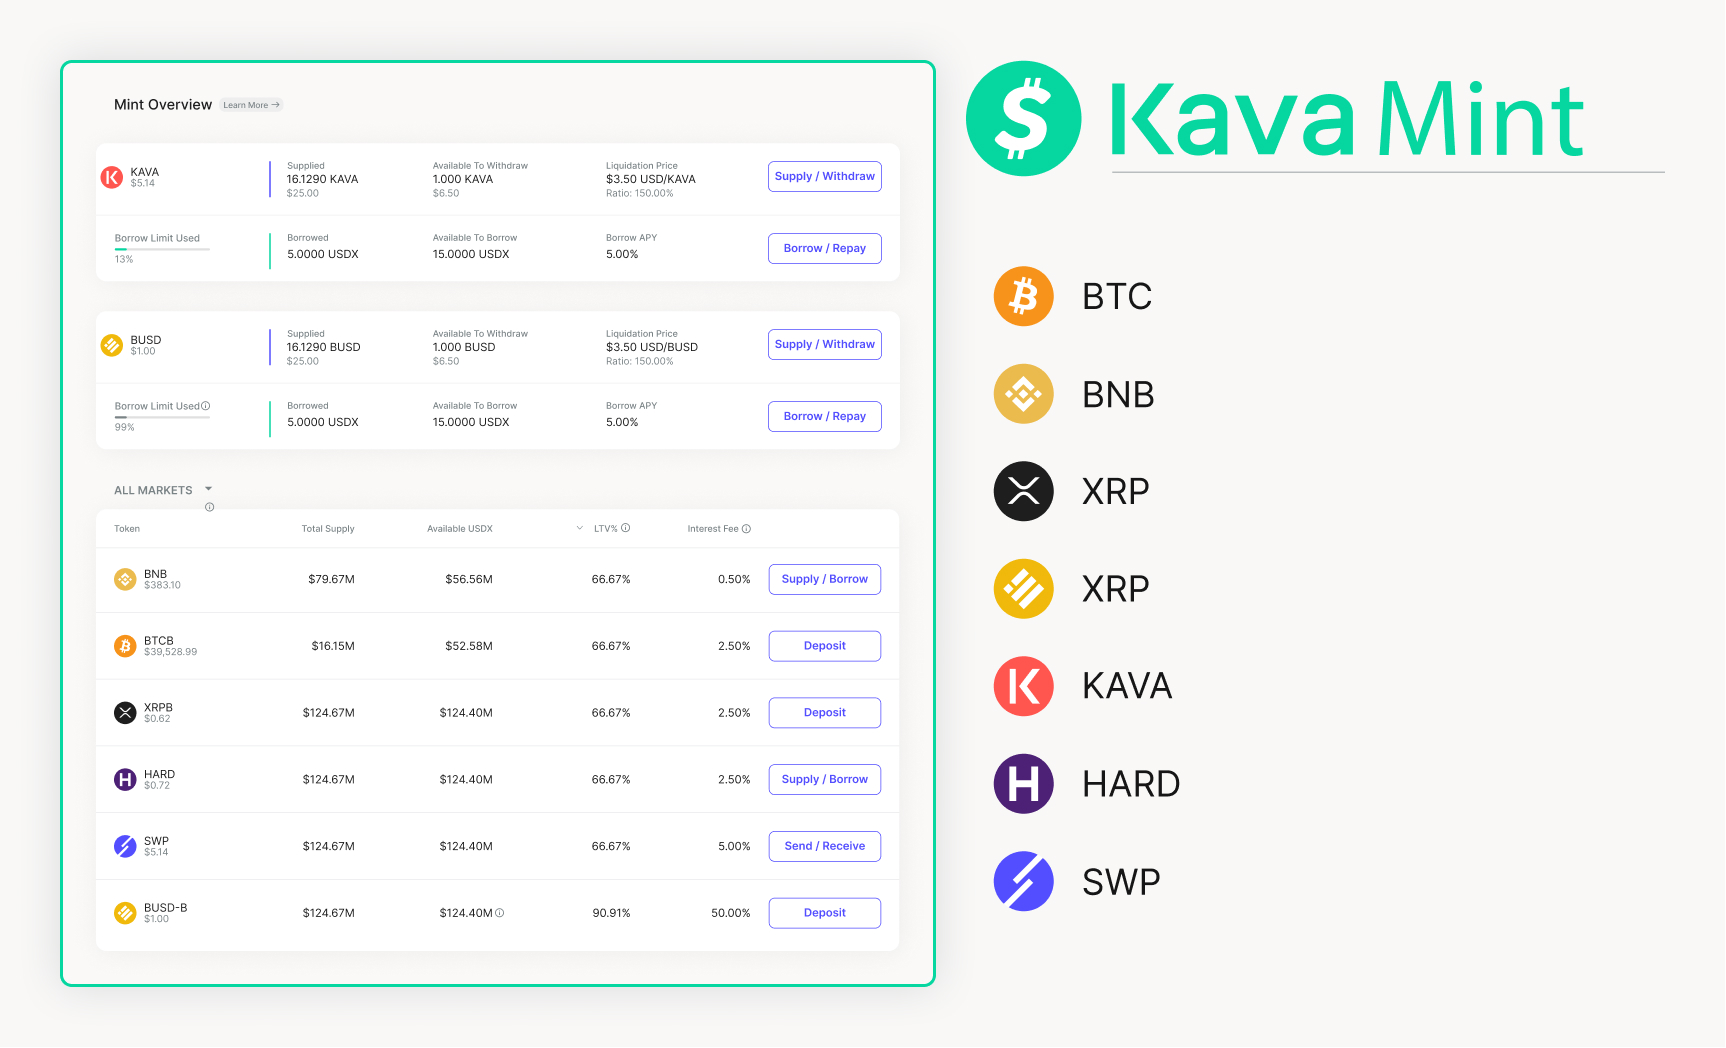 Mint Overview Learn More →
KAVA
$5.14
Supplied
16.1290 KAVA
$25.00
Available To Withdraw
1.000 KAVA
$6.50
Liquidation Price
$3.50 USD/KAVA
Ratio: 150.00%
Supply / Withdraw
Borrow Limit Used
13%
Borrowed
5.0000 USDX
Available To Borrow
15.0000 USDX
Borrow APY
5.00%
Borrow / Repay
BUSD
$1.00
Supplied
16.1290 BUSD
$25.00
Available To Withdraw
1.000 BUSD
$6.50
Liquidation Price
$3.50 USD/BUSD
Ratio: 150.00%
Supply / Withdraw
Borrow Limit Used
99%
Borrowed
5.0000 USDX
Available To Borrow
15.0000 USDX
Borrow APY
5.00%
Borrow / Repay
ALL MARKETS
Token Total Supply Available USDX LTV% Interest Fee
BNB
$383.10
$79.67M $56.56M 66.67% 0.50% Supply / Borrow
BTCB
$39,528.99
$16.15M $52.58M 66.67% 2.50% Deposit
XRPB
$0.62
$124.67M $124.40M 66.67% 2.50% Deposit
HARD
$0.72
$124.67M $124.40M 66.67% 2.50% Supply / Borrow
SWP
$5.14
$124.67M $124.40M 66.67% 5.00% Send / Receive
BUSD-B
$1.00
$124.67M $124.40M 90.91% 50.00% Deposit
Kava Mint
BTC
BNB
XRP
XRP
KAVA
HARD
SWP